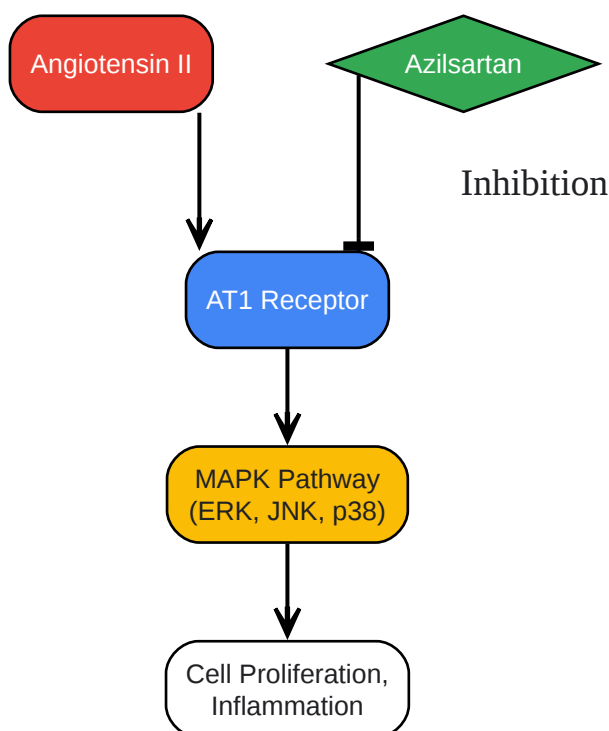 Angiotensin II
Azilsartan
Inhibition
AT1 Receptor
MAPK Pathway
(ERK, JNK, p38)
Cell Proliferation,
Inflammation